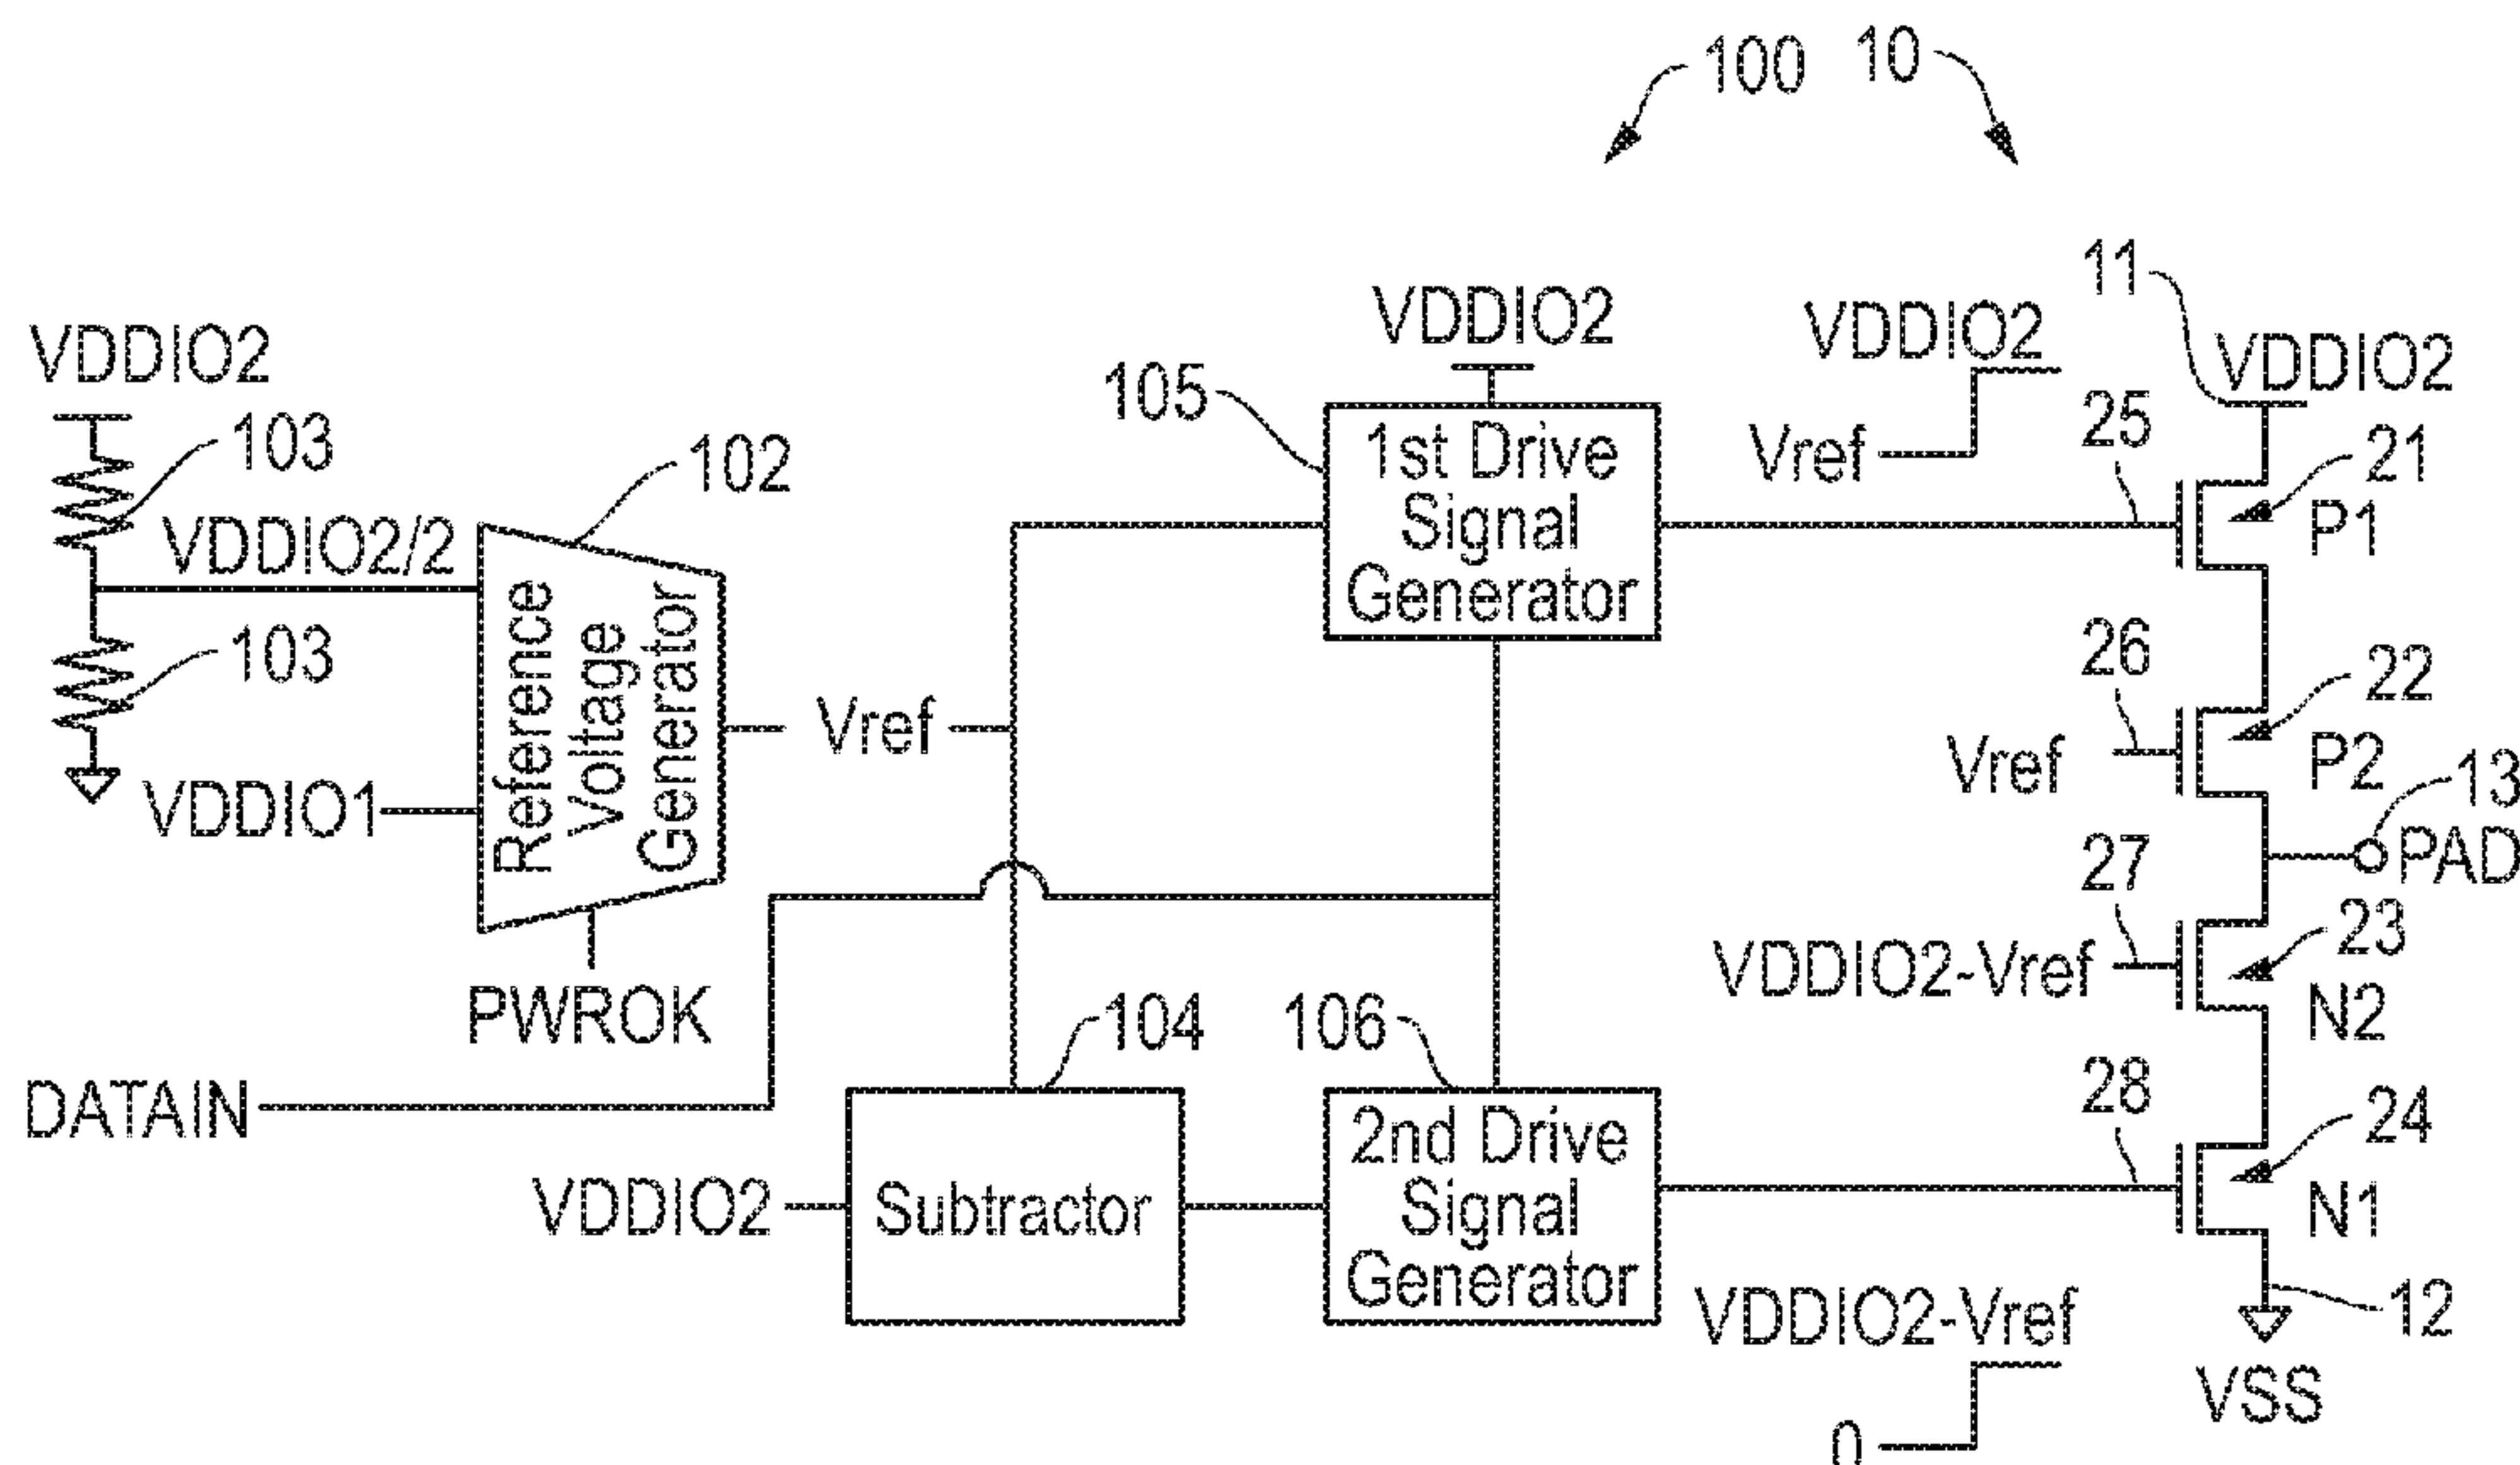 100
10
11
VDDIO2
VDDIO2
VDDIO2
VDDIO2
103
102
105
1st Drive
Signal
Generator
Vref
25
21
P1
VDDIO2/2
103
Reference
Voltage
Generator
Vref
26
22
Vref
P2
13
VDDIO1
PAD
27
23
VDDIO2-Vref
N2
PWROK
104
106
28
24
DATAIN
2nd Drive
Signal
Generator
VDDIO2
Subtractor
N1
VDDIO2-Vref
12
VSS
0